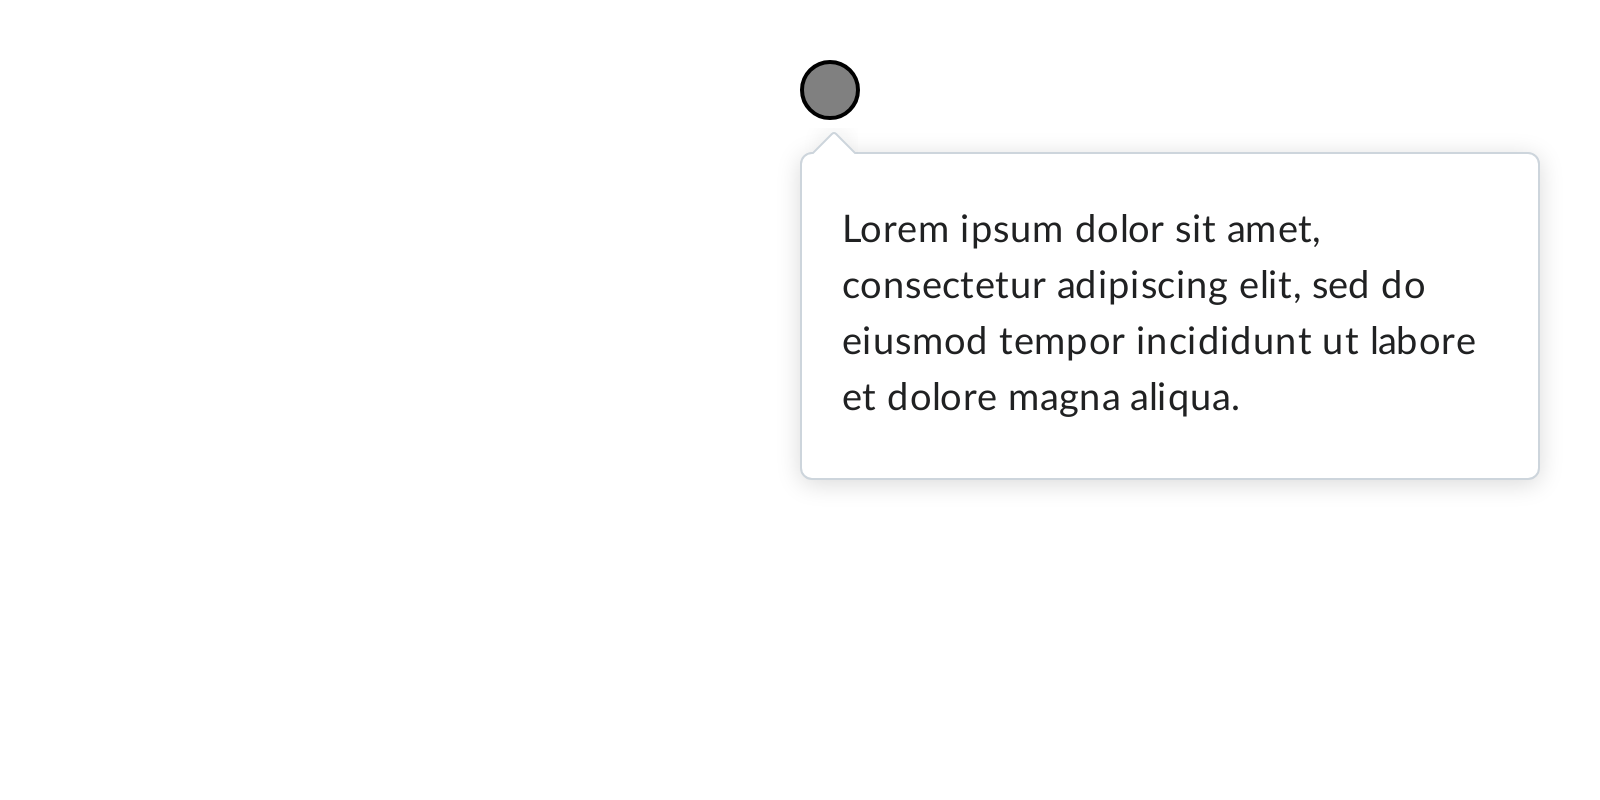 Lorem ipsum dolor sit amet,
consectetur adipiscing elit, sed do
eiusmod tempor incididunt ut labore
et dolore magna aliqua.